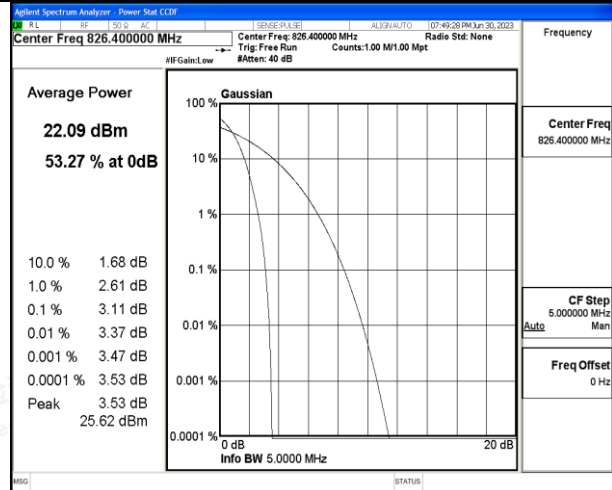 Agilent Spectrum Analyzer - Power Stat CCDF
RL RF 50 Ω AC SENSE:PULSE ALIGNAUTO 07:49:28 PM Jun 30, 2023
Center Freq 826.400000 MHz
Center Freq: 826.400000 MHz Radio Std: None
Trig: Free Run Counts:1.00 M/1.00 Mpt
#IFGain:Low #Atten: 40 dB
Frequency
Average Power
22.09 dBm
53.27 % at 0dB
10.0 % 1.68 dB
1.0 % 2.61 dB
0.1 % 3.11 dB
0.01 % 3.37 dB
0.001 % 3.47 dB
0.0001 % 3.53 dB
Peak 3.53 dB
25.62 dBm
Gaussian
100 %
10 %
1 %
0.1 %
0.01 %
0.001 %
0.0001 %
0 dB 20 dB
Info BW 5.0000 MHz
Center Freq
826.400000 MHz
CF Step
5.000000 MHz
Auto Man
Freq Offset
0 Hz
MSG STATUS